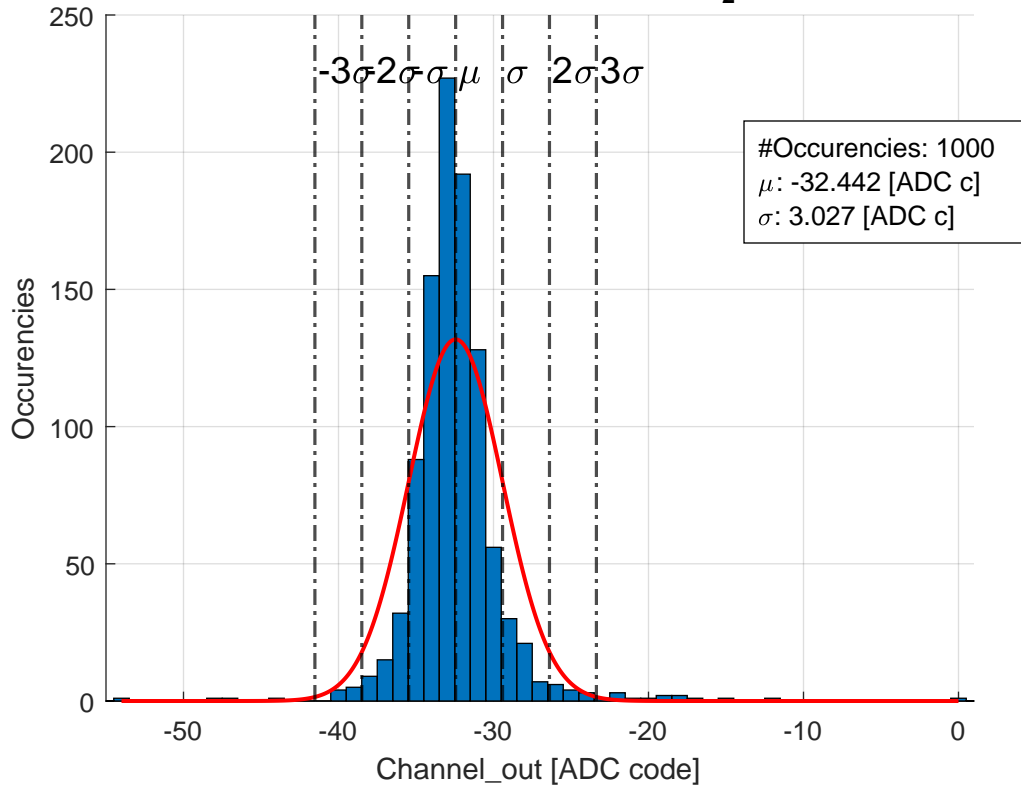 2
250
200
150
100
50
0
-3σ
-2σ
-σ
μ
σ
2σ
3σ
#Occurencies: 1000
μ: -32.442 [ADC c]
σ: 3.027 [ADC c]
Occurencies
-50
-40
-30
-20
-10
0
Channel_out [ADC code]